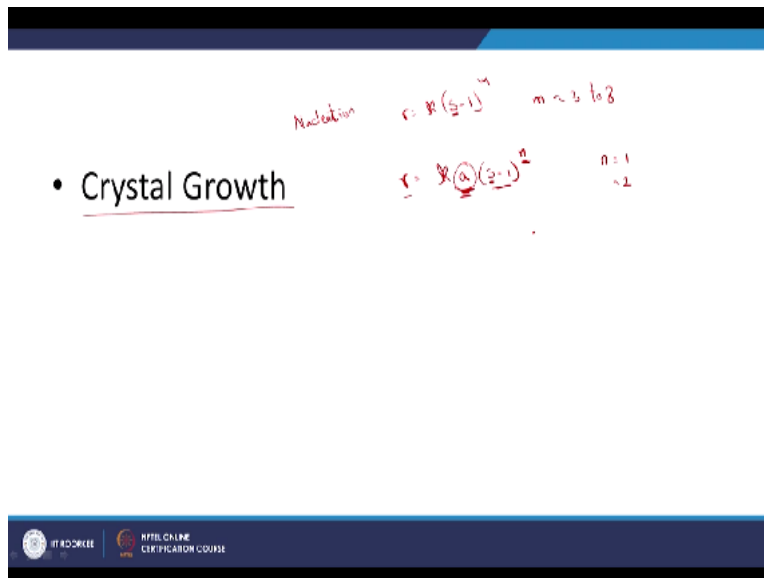 Nucleation r = k (s-1)^m m ~ 3 to 8
• Crystal Growth r = k a (s-1)^n n = 1
~ 2
IIT ROORKEE NPTEL ONLINE
CERTIFICATION COURSE